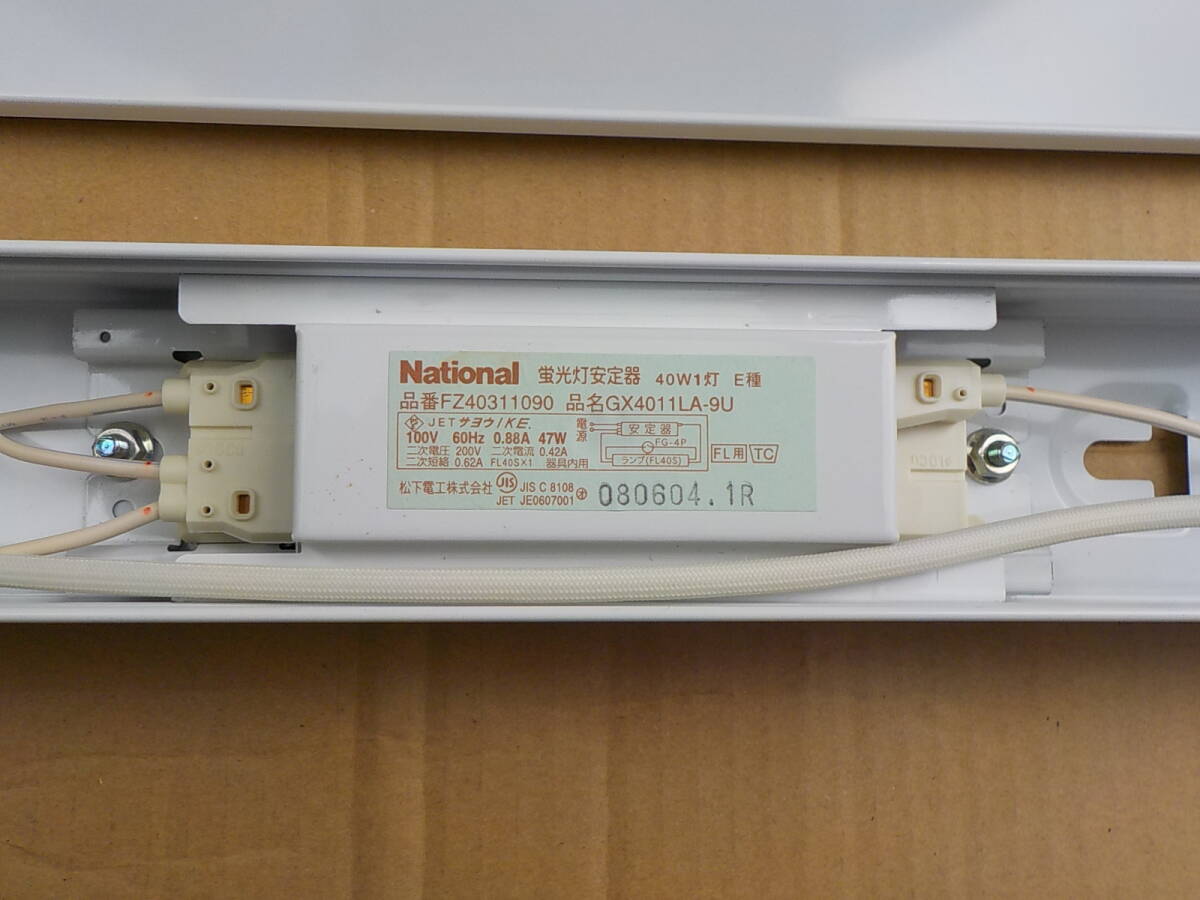 National 蛍光灯安定器 40W1灯 E種
品番FZ40311090 品名GX4011LA-9U
PS E JET サヨウ/KE.
100V 60Hz 0.88A 47W
二次電圧 200V 二次電流 0.42A
二次短絡 0.62A FL40S×1 器具内用
電源
安定器
FG-4P
ランプ(FL40S)
FL用 TC
松下電工株式会社 JIS JIS C 8108
JET JE0607001
080604.1R